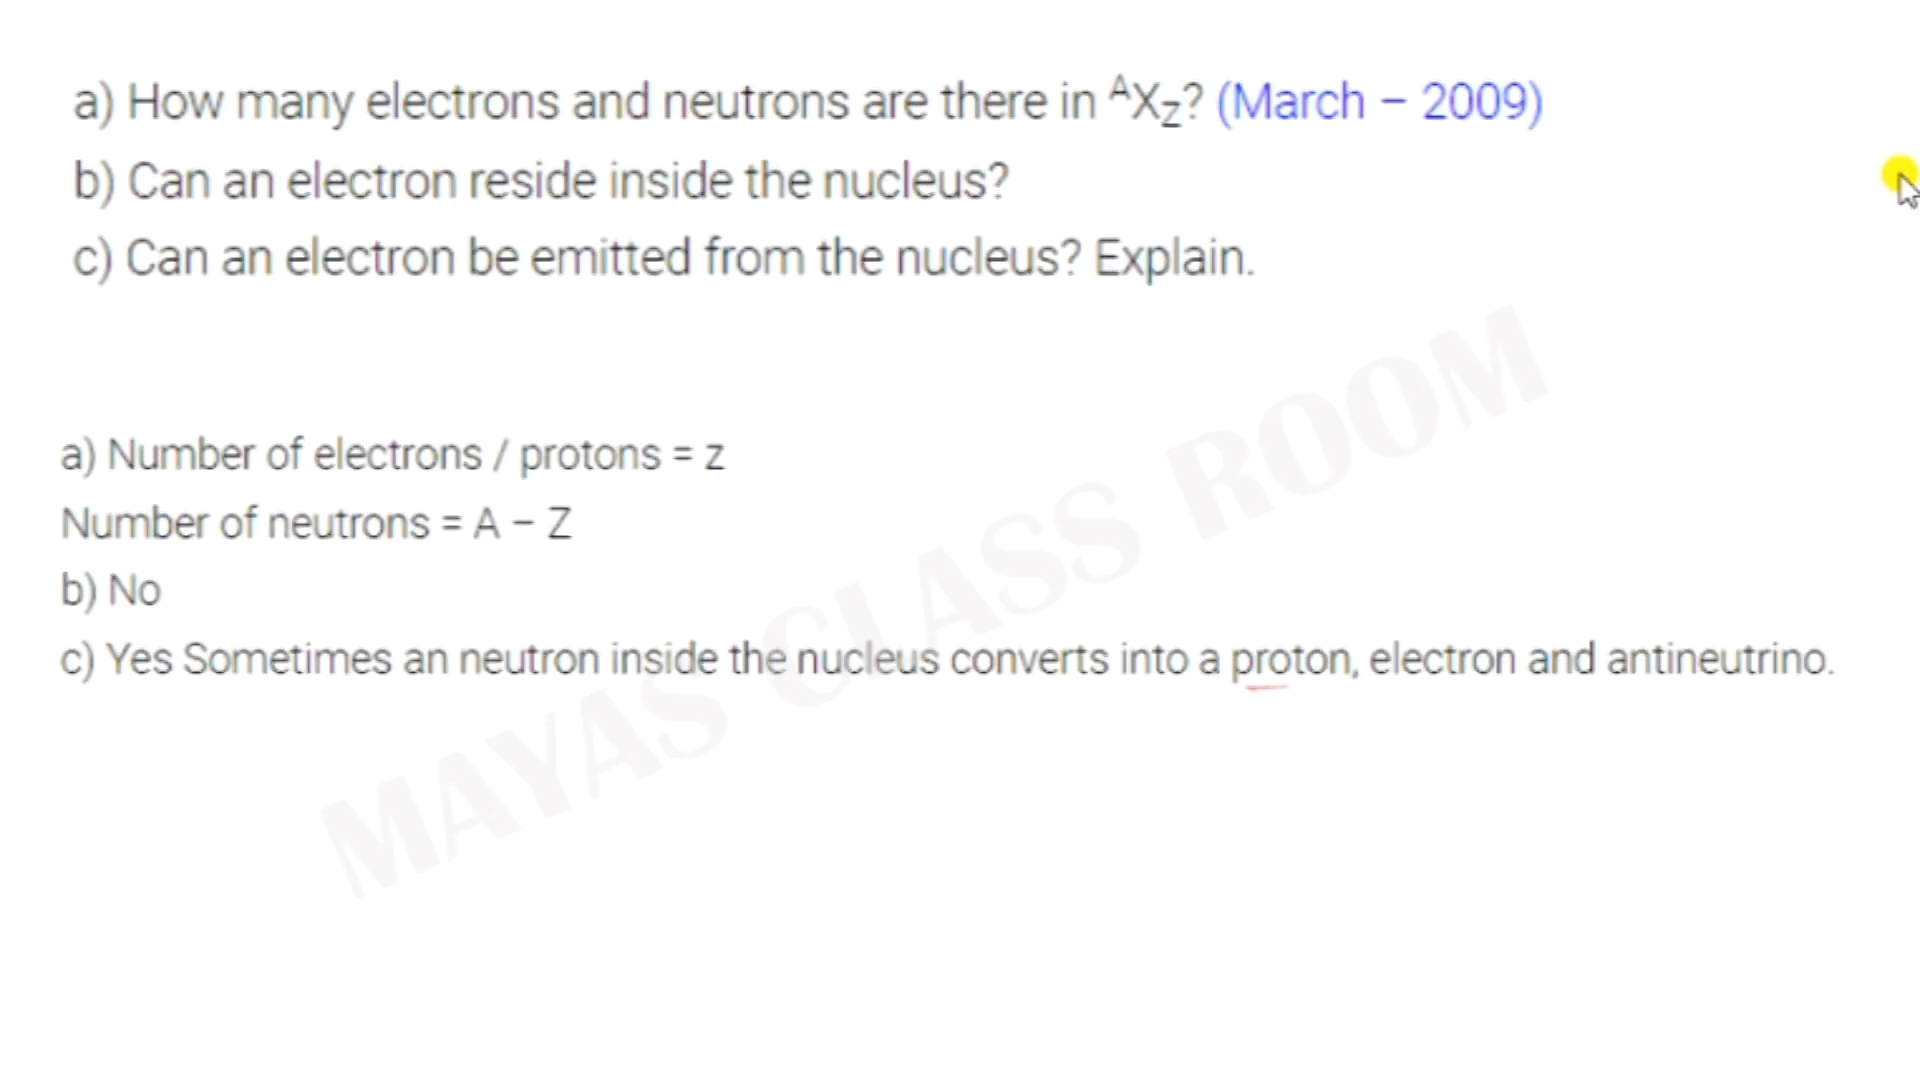 a) How many electrons and neutrons are there in ᴬXz? (March – 2009)
b) Can an electron reside inside the nucleus?
c) Can an electron be emitted from the nucleus? Explain.
a) Number of electrons / protons = z
Number of neutrons = A – Z
b) No
c) Yes Sometimes an neutron inside the nucleus converts into a proton, electron and antineutrino.
MAYAS CLASS ROOM